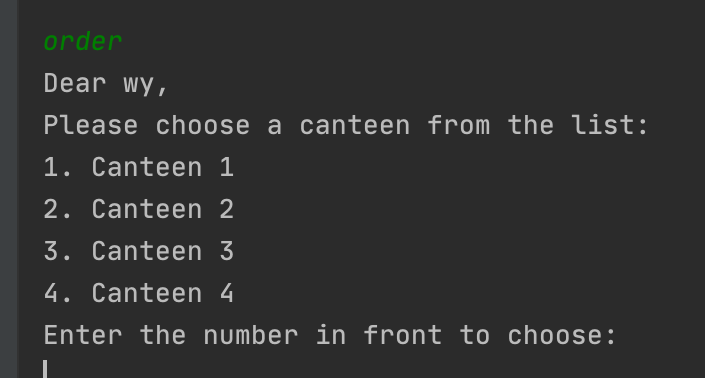 order
Dear wy,
Please choose a canteen from the list:
1. Canteen 1
2. Canteen 2
3. Canteen 3
4. Canteen 4
Enter the number in front to choose: